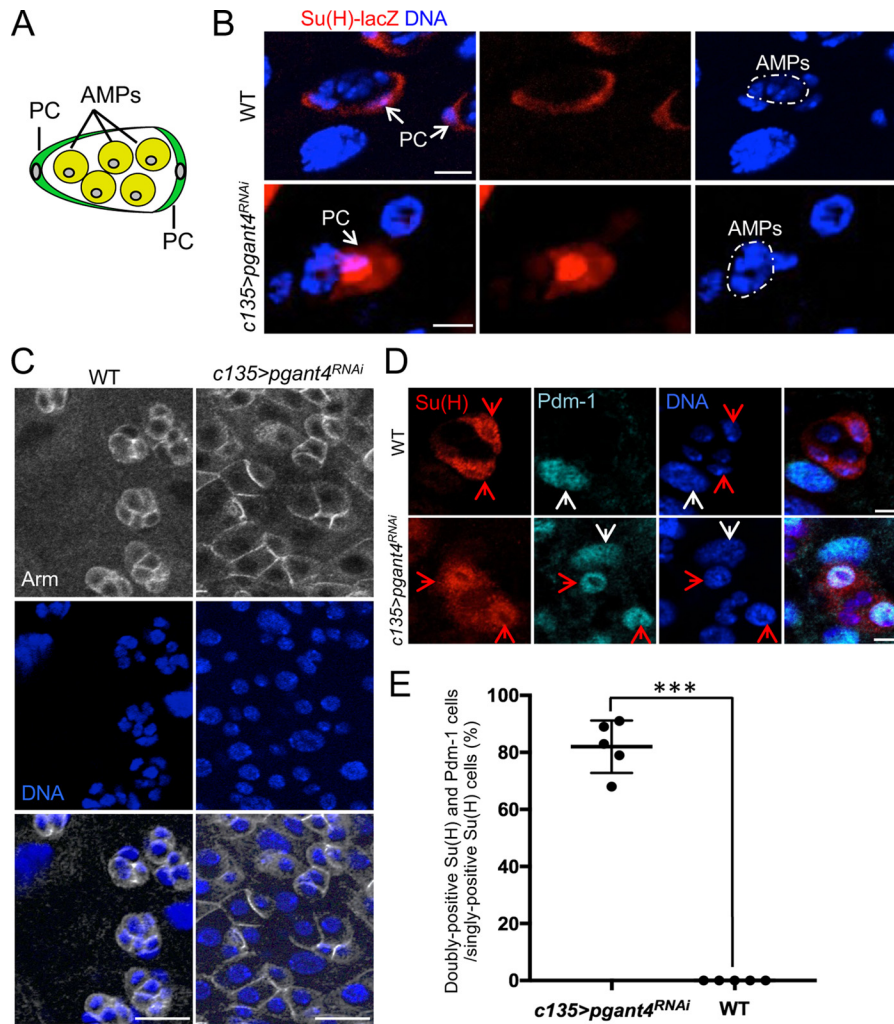 A
PC
AMPs
PC
B
Su(H)-lacZ DNA
WT
PC
AMPs
c135>pgant4RNAi
PC
AMPs
C
WT
c135>pgant4RNAi
Arm
DNA
D
Su(H)
Pdm-1
DNA
WT
c135>pgant4RNAi
E
Doubly-positive Su(H) and Pdm-1 cells
/singly-positive Su(H) cells (%)
100
80
60
40
20
0
***
c135>pgant4RNAi
WT